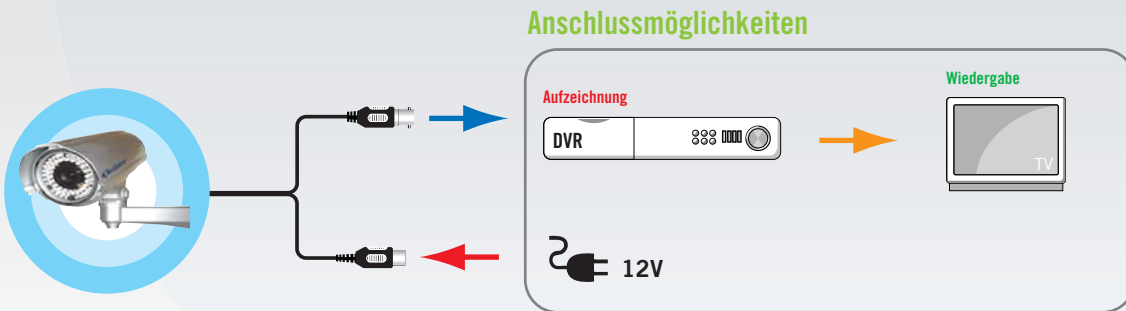 Anschlussmöglichkeiten
Wiedergabe
Aufzeichnung
DVR
TV
12V